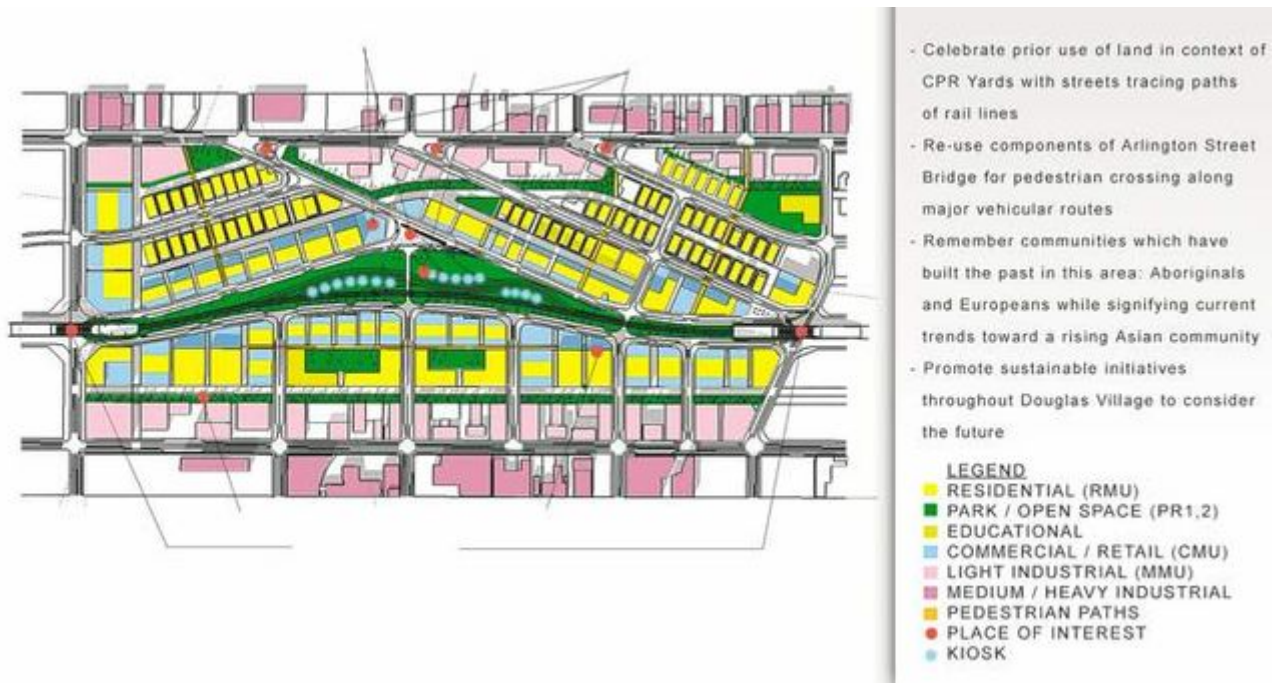 - Celebrate prior use of land in context of
CPR Yards with streets tracing paths
of rail lines
- Re-use components of Arlington Street
Bridge for pedestrian crossing along
major vehicular routes
- Remember communities which have
built the past in this area: Aboriginals
and Europeans while signifying current
trends toward a rising Asian community
- Promote sustainable initiatives
throughout Douglas Village to consider
the future
LEGEND
RESIDENTIAL (RMU)
PARK / OPEN SPACE (PR1,2)
EDUCATIONAL
COMMERCIAL / RETAIL (CMU)
LIGHT INDUSTRIAL (MMU)
MEDIUM / HEAVY INDUSTRIAL
PEDESTRIAN PATHS
PLACE OF INTEREST
KIOSK